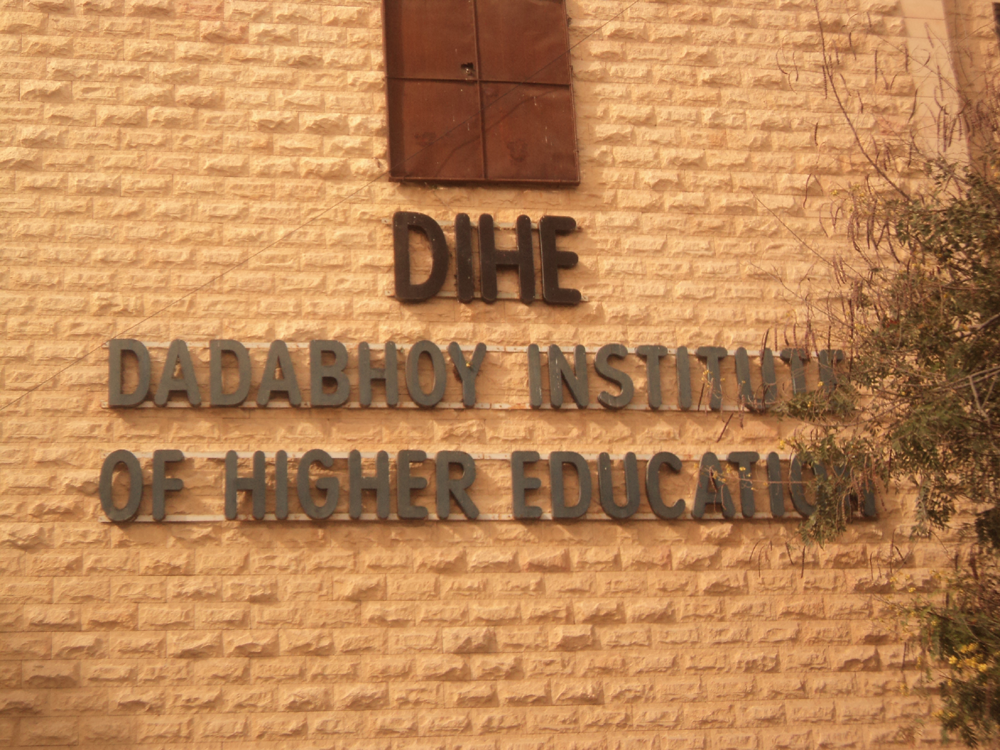 DIHE
DADABHOY INSTITUTE
OF HIGHER EDUCATION